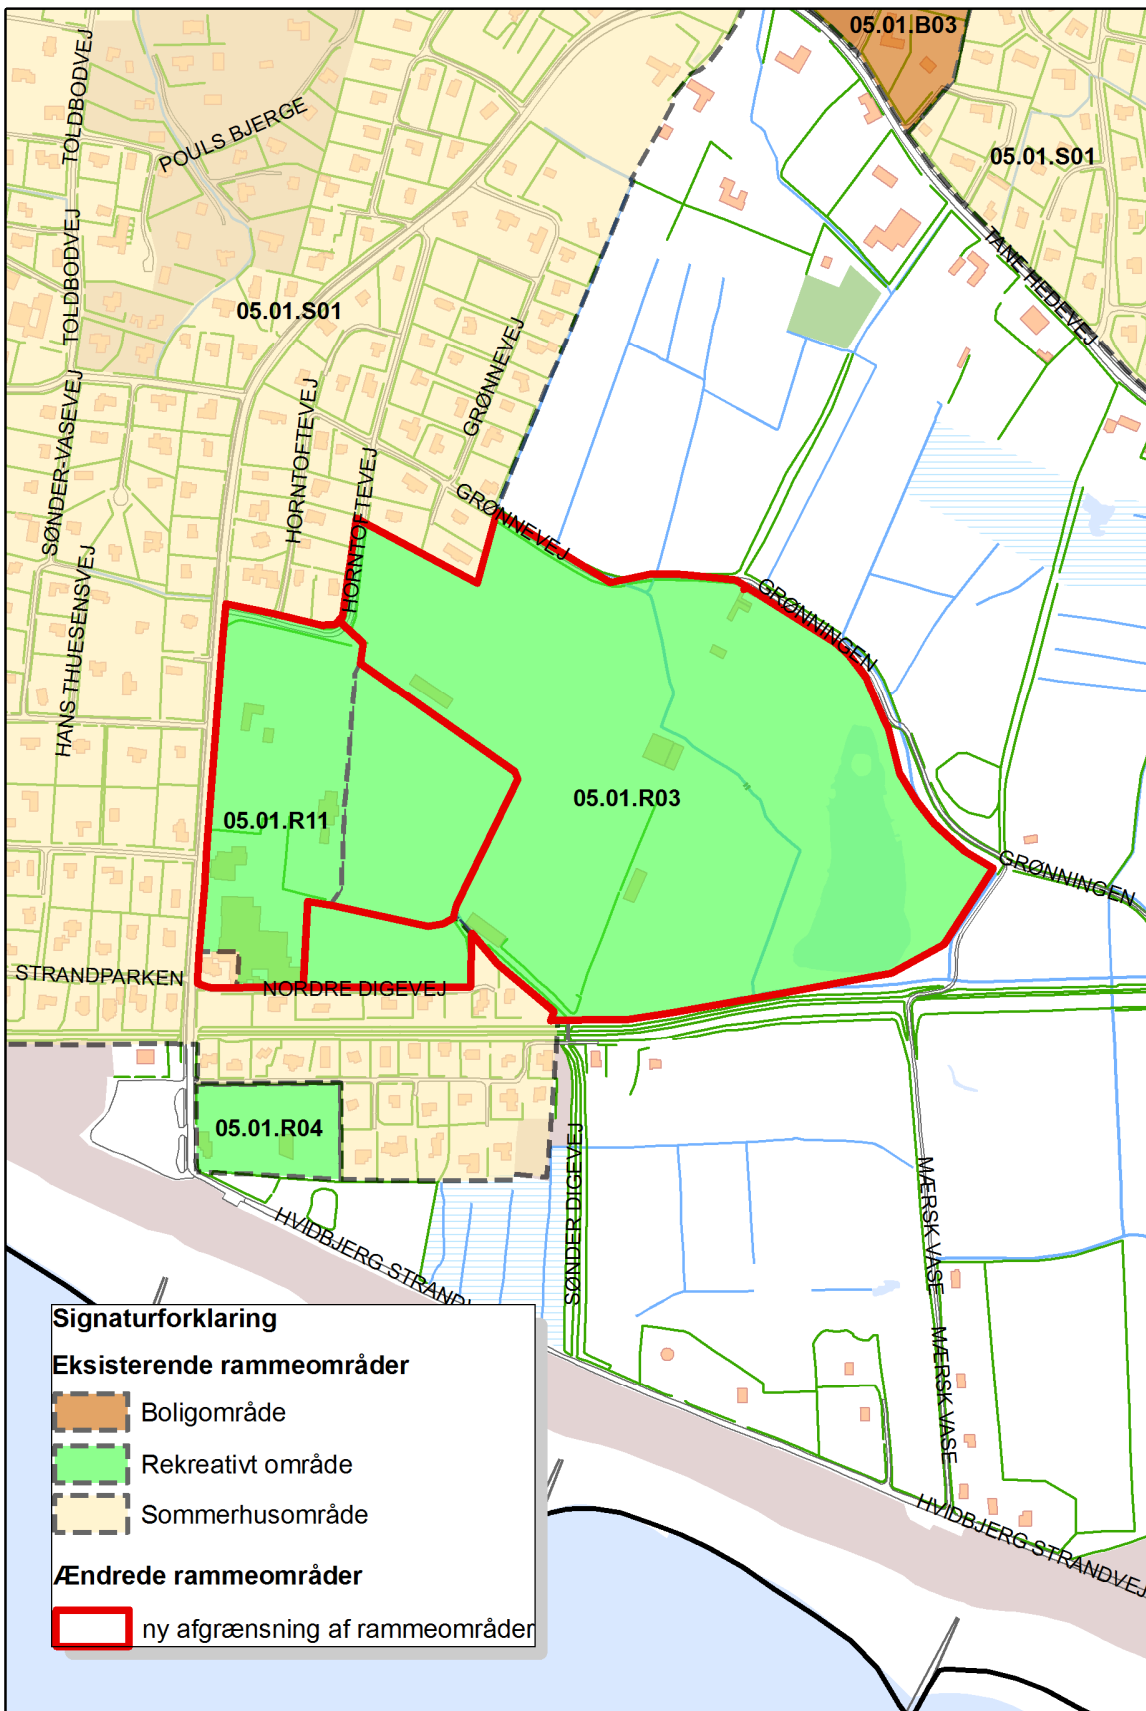 05.01.B03
TOLDBODVEJ
POULS BJERGE
05.01.S01
TANE HEDEVEJ
TOLDBODVEJ
05.01.S01
GRØNNEVEJ
SØNDER-VASEVEJ
HORNTOFTEVEJ
HORNTOFTEVEJ
GRØNNEVEJ
HANS THUESENSVEJ
GRØNNINGEN
05.01.R03
05.01.R11
GRØNNINGEN
STRANDPARKEN
NORDRE DIGEVEJ
05.01.R04
SØNDER DIGEVEJ
MÆRSK VASE
HVIDBJERG STRANDV
MÆRSK VASE
HVIDBJERG STRANDVEJ
Signaturforklaring
Eksisterende rammeområder
Boligområde
Rekreativt område
Sommerhusområde
Ændrede rammeområder
ny afgrænsning af rammeområder